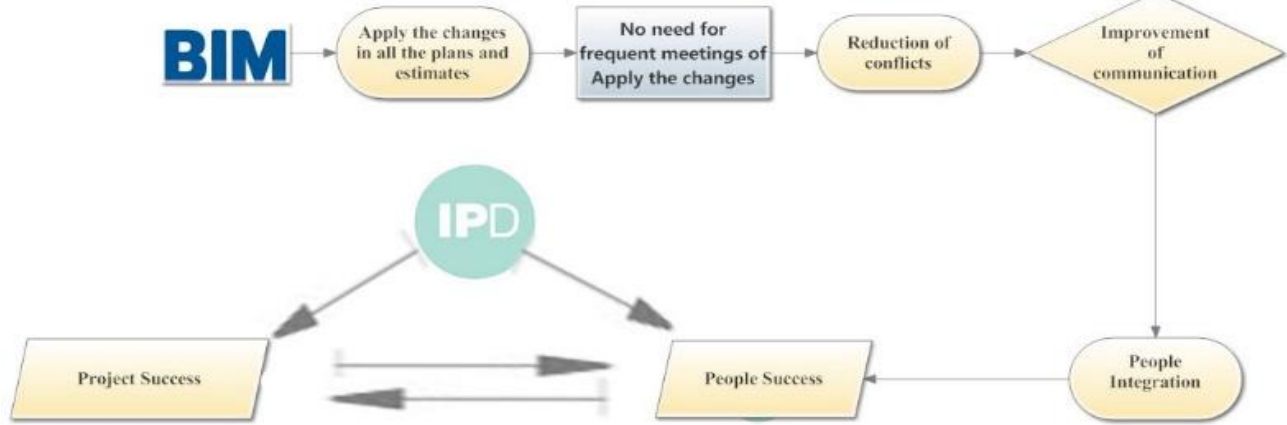 BIM
Apply the changes
in all the plans and
estimates
No need for
frequent meetings of
Apply the changes
Reduction of
conflicts
Improvement
of
communication
IPD
Project Success
People Success
People
Integration